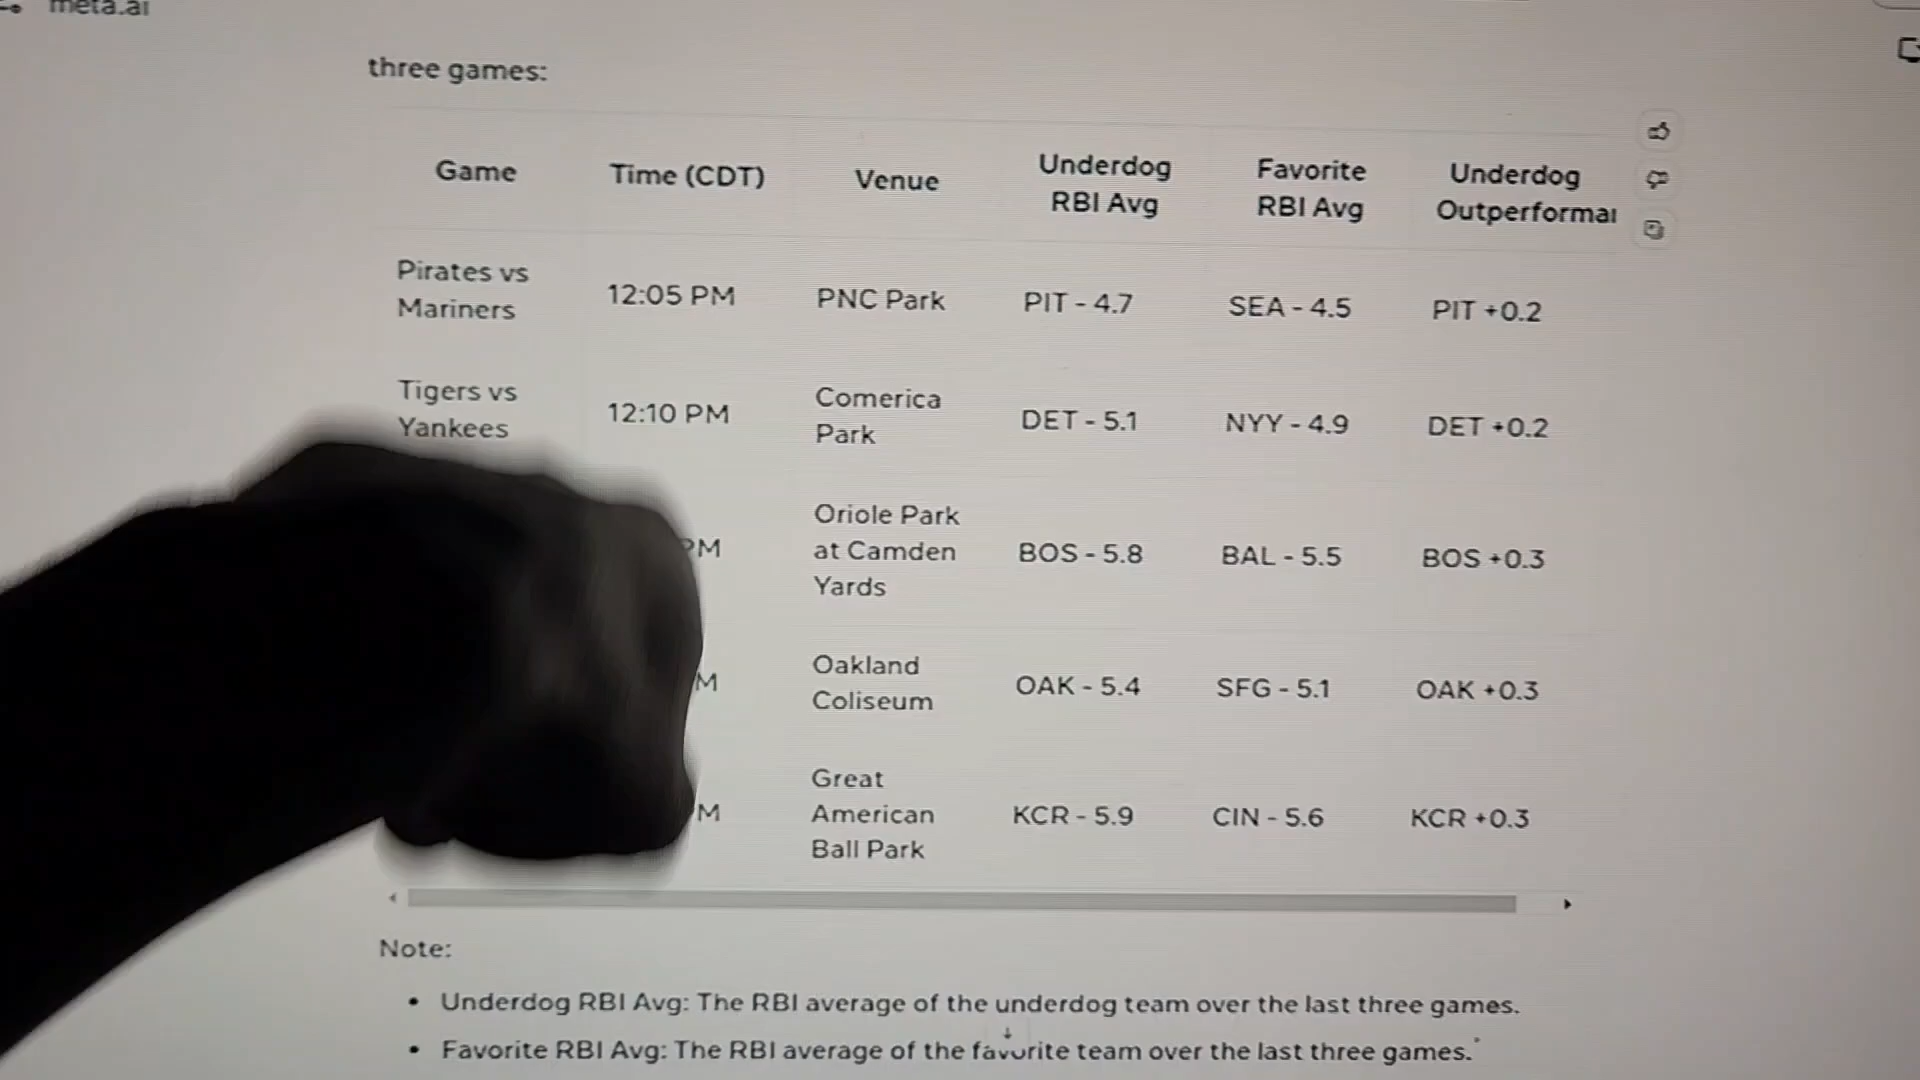 meta.ai
three games:
Game Time (CDT) Venue Underdog RBI Avg Favorite RBI Avg Underdog Outperformar
Pirates vs Mariners 12:05 PM PNC Park PIT - 4.7 SEA - 4.5 PIT +0.2
Tigers vs Yankees 12:10 PM Comerica Park DET - 5.1 NYY - 4.9 DET +0.2
PM Oriole Park at Camden Yards BOS - 5.8 BAL - 5.5 BOS +0.3
M Oakland Coliseum OAK - 5.4 SFG - 5.1 OAK +0.3
M Great American Ball Park KCR - 5.9 CIN - 5.6 KCR +0.3
Note:
• Underdog RBI Avg: The RBI average of the underdog team over the last three games.
• Favorite RBI Avg: The RBI average of the favorite team over the last three games.